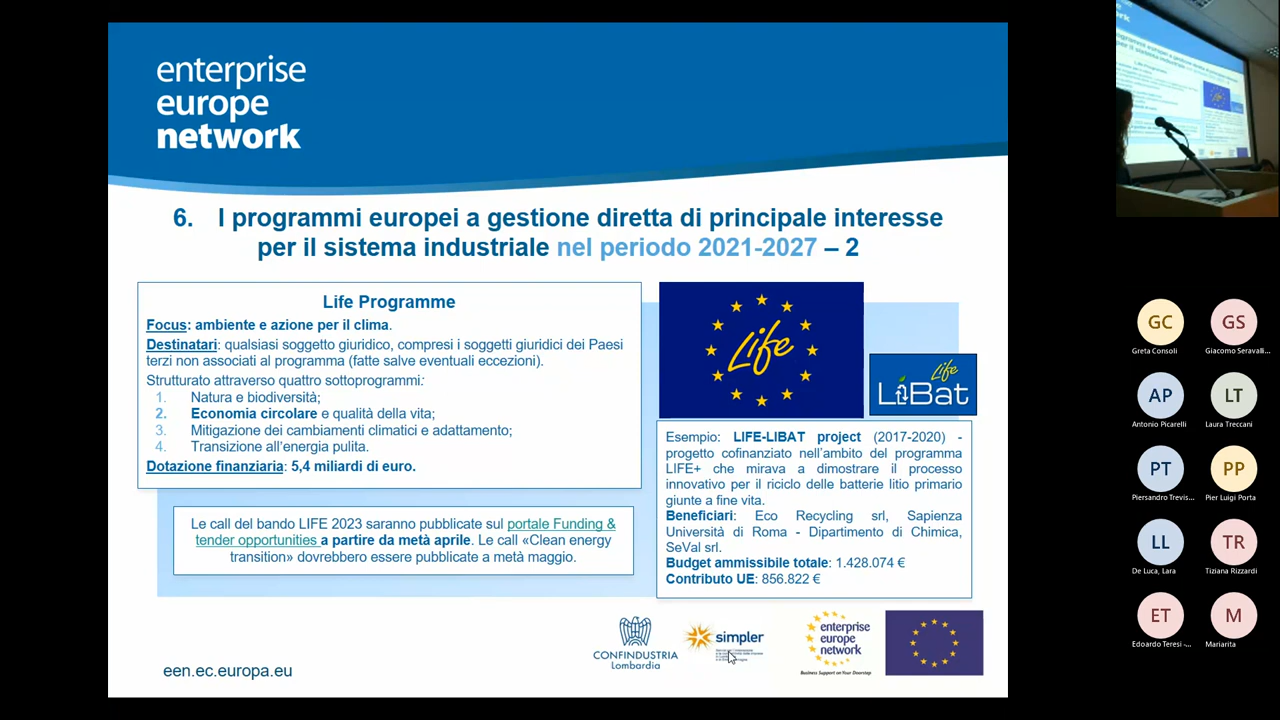 enterprise
europe
network
6. I programmi europei a gestione diretta di principale interesse
per il sistema industriale nel periodo 2021-2027 – 2
Life Programme
Focus: ambiente e azione per il clima.
Destinatari: qualsiasi soggetto giuridico, compresi i soggetti giuridici dei Paesi
terzi non associati al programma (fatte salve eventuali eccezioni).
Strutturato attraverso quattro sottoprogrammi:
1. Natura e biodiversità;
2. Economia circolare e qualità della vita;
3. Mitigazione dei cambiamenti climatici e adattamento;
4. Transizione all'energia pulita.
Dotazione finanziaria: 5,4 miliardi di euro.
Le call del bando LIFE 2023 saranno pubblicate sul portale Funding &
tender opportunities a partire da metà aprile. Le call «Clean energy
transition» dovrebbero essere pubblicate a metà maggio.
Life
Life
LiBat
Esempio: LIFE-LIBAT project (2017-2020) -
progetto cofinanziato nell'ambito del programma
LIFE+ che mirava a dimostrare il processo
innovativo per il riciclo delle batterie litio primario
giunte a fine vita.
Beneficiari: Eco Recycling srl, Sapienza
Università di Roma - Dipartimento di Chimica,
SeVal srl.
Budget ammissibile totale: 1.428.074 €
Contributo UE: 856.822 €
een.ec.europa.eu
CONFINDUSTRIA
Lombardia
simpler
enterprise
europe
network
Business Support on Your Doorstep
GC
Greta Consoli
GS
Giacomo Seravalli...
AP
Antonio Picarelli
LT
Laura Treccani
PT
Piersandro Trevis...
PP
Pier Luigi Porta
LL
De Luca, Lara
TR
Tiziana Rizzardi
ET
Edoardo Teresi -...
M
Mariarita